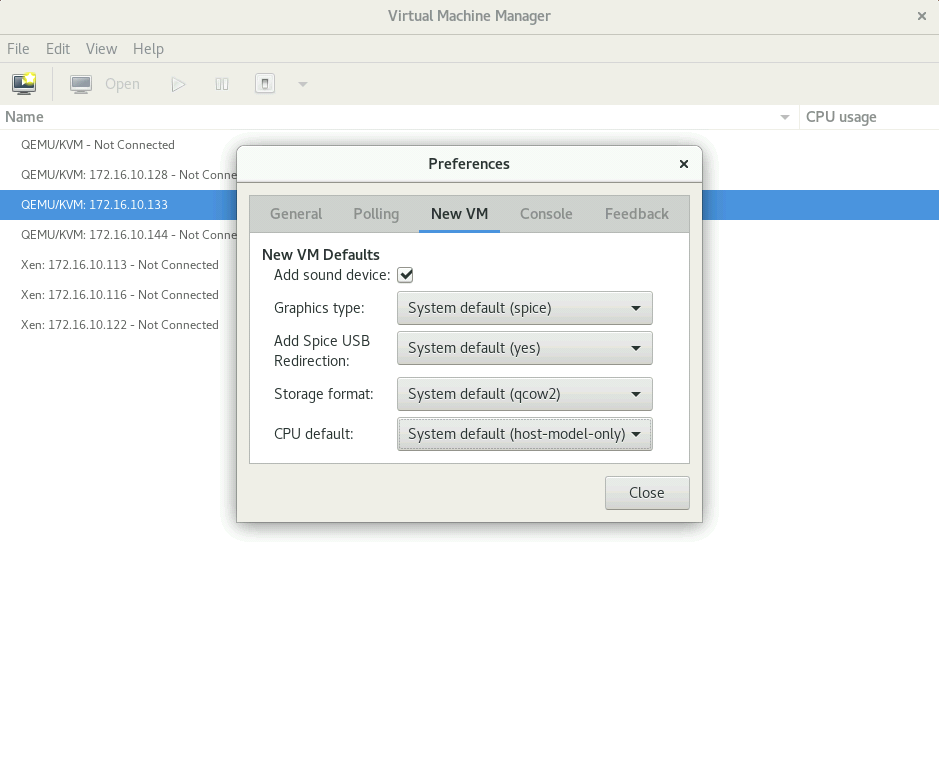 Virtual Machine Manager
File Edit View Help
Open
Name CPU usage
QEMU/KVM - Not Connected
QEMU/KVM: 172.16.10.128 - Not Conne
QEMU/KVM: 172.16.10.133
QEMU/KVM: 172.16.10.144 - Not Conne
Xen: 172.16.10.113 - Not Connected
Xen: 172.16.10.116 - Not Connected
Xen: 172.16.10.122 - Not Connected
Preferences
General Polling New VM Console Feedback
New VM Defaults
Add sound device:
Graphics type: System default (spice)
Add Spice USB
Redirection: System default (yes)
Storage format: System default (qcow2)
CPU default: System default (host-model-only)
Close